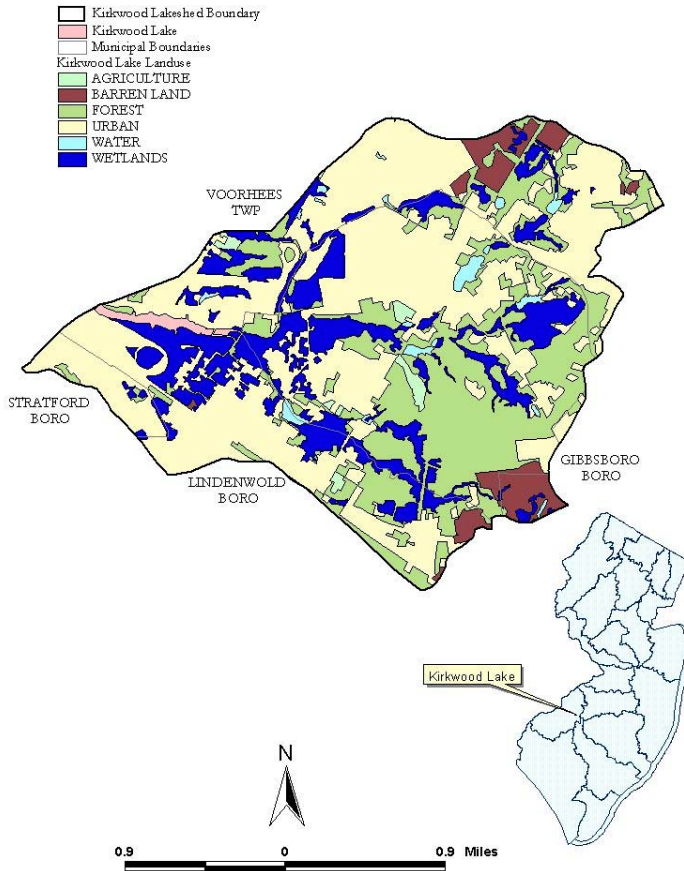 Kirkwood Lakeshed Boundary
Kirkwood Lake
Municipal Boundaries
Kirkwood Lake Landuse
AGRICULTURE
BARREN LAND
FOREST
URBAN
WATER
WETLANDS
VOORHEES
TWP
STRATFORD
BORO
LINDENWOLD
BORO
GIBBSBORO
BORO
Kirkwood Lake
N
0.9 0 0.9 Miles